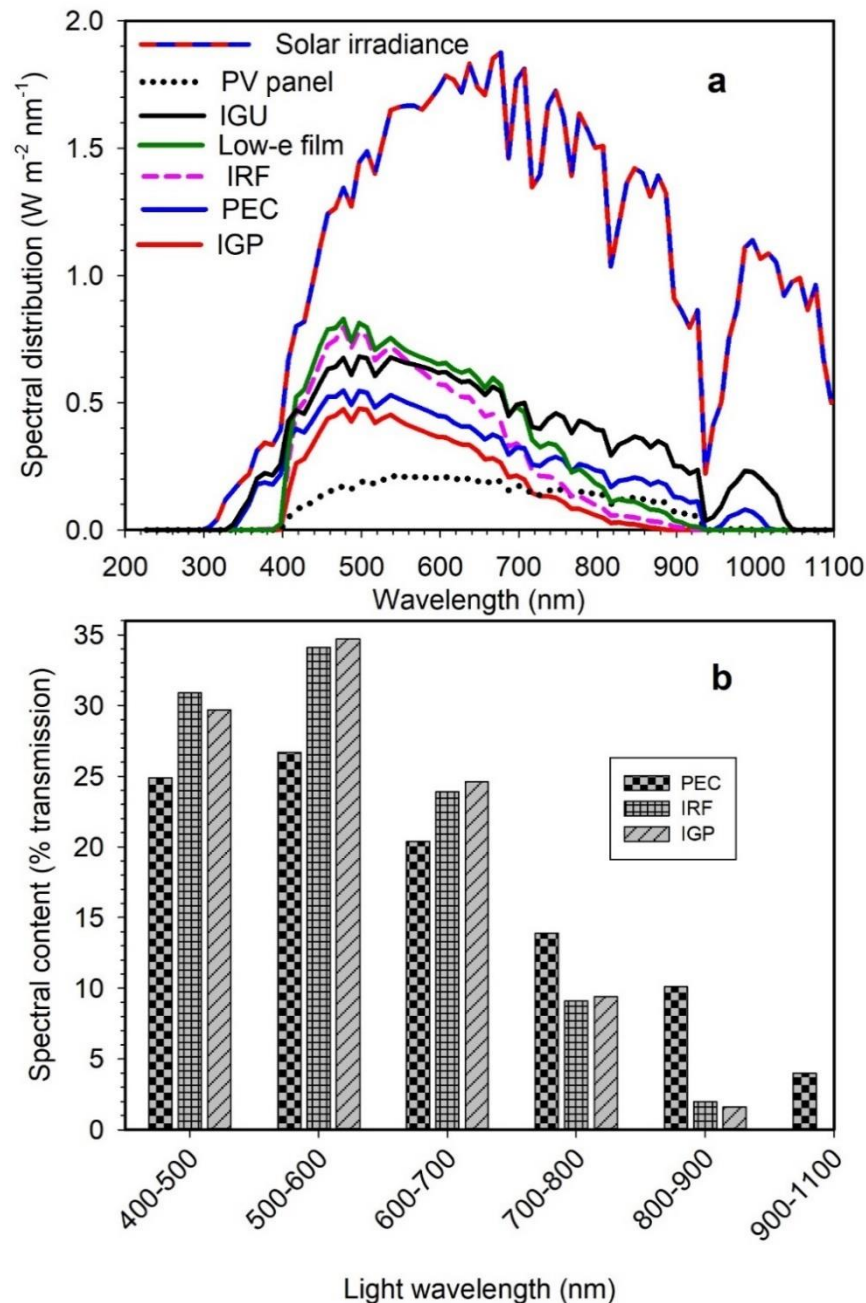 2.0
1.5
1.0
0.5
0.0
Spectral distribution (W m⁻² nm⁻¹)
Solar irradiance
PV panel
IGU
Low-e film
IRF
PEC
IGP
a
200 300 400 500 600 700 800 900 1000 1100
Wavelength (nm)
35
30
25
20
15
10
5
0
Spectral content (% transmission)
b
PEC
IRF
IGP
400-500 500-600 600-700 700-800 800-900 900-1100
Light wavelength (nm)